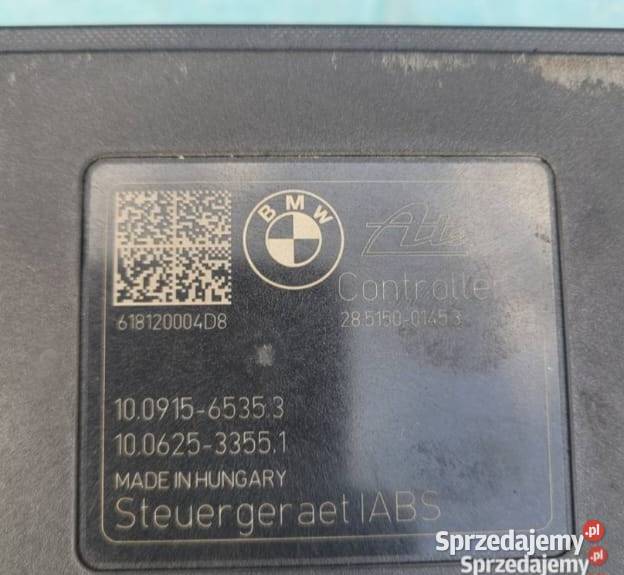 BMW
Ate
Controller
618120004D8
28.5150-0145.3
10.0915-6535.3
10.0625-3355.1
MADE IN HUNGARY
Steuergeraet IABS
Sprzedajemy.pl
Sprzedajemy.pl